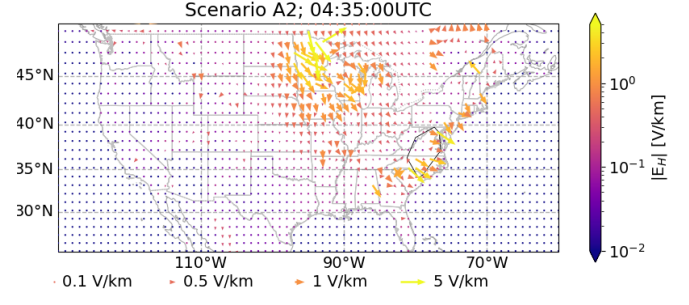 Scenario A2; 04:35:00UTC
45°N
40°N
35°N
30°N
110°W 90°W 70°W
10⁰
10⁻¹
10⁻²
|E_H| [V/km]
0.1 V/km 0.5 V/km 1 V/km 5 V/km